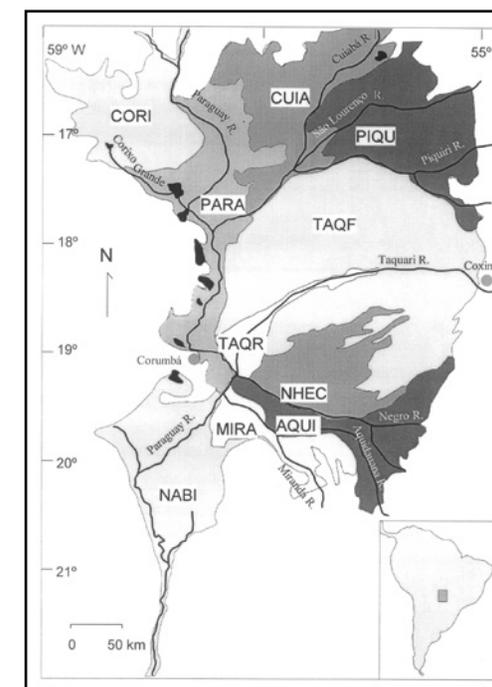 59° W
55°
Cuiabá R.
CUIA
CORI
Paraguay R.
São Lourenço R.
17°
PIQU
Corixo Grande
Piquiri R.
PARA
TAQF
18°
N
Taquari R.
Coxim
TAQR
19°
Corumbá
NHEC
Negro R.
MIRA
AQUI
Paraguay R.
Aquidauana R.
20°
Miranda R.
NABI
21°
0 50 km